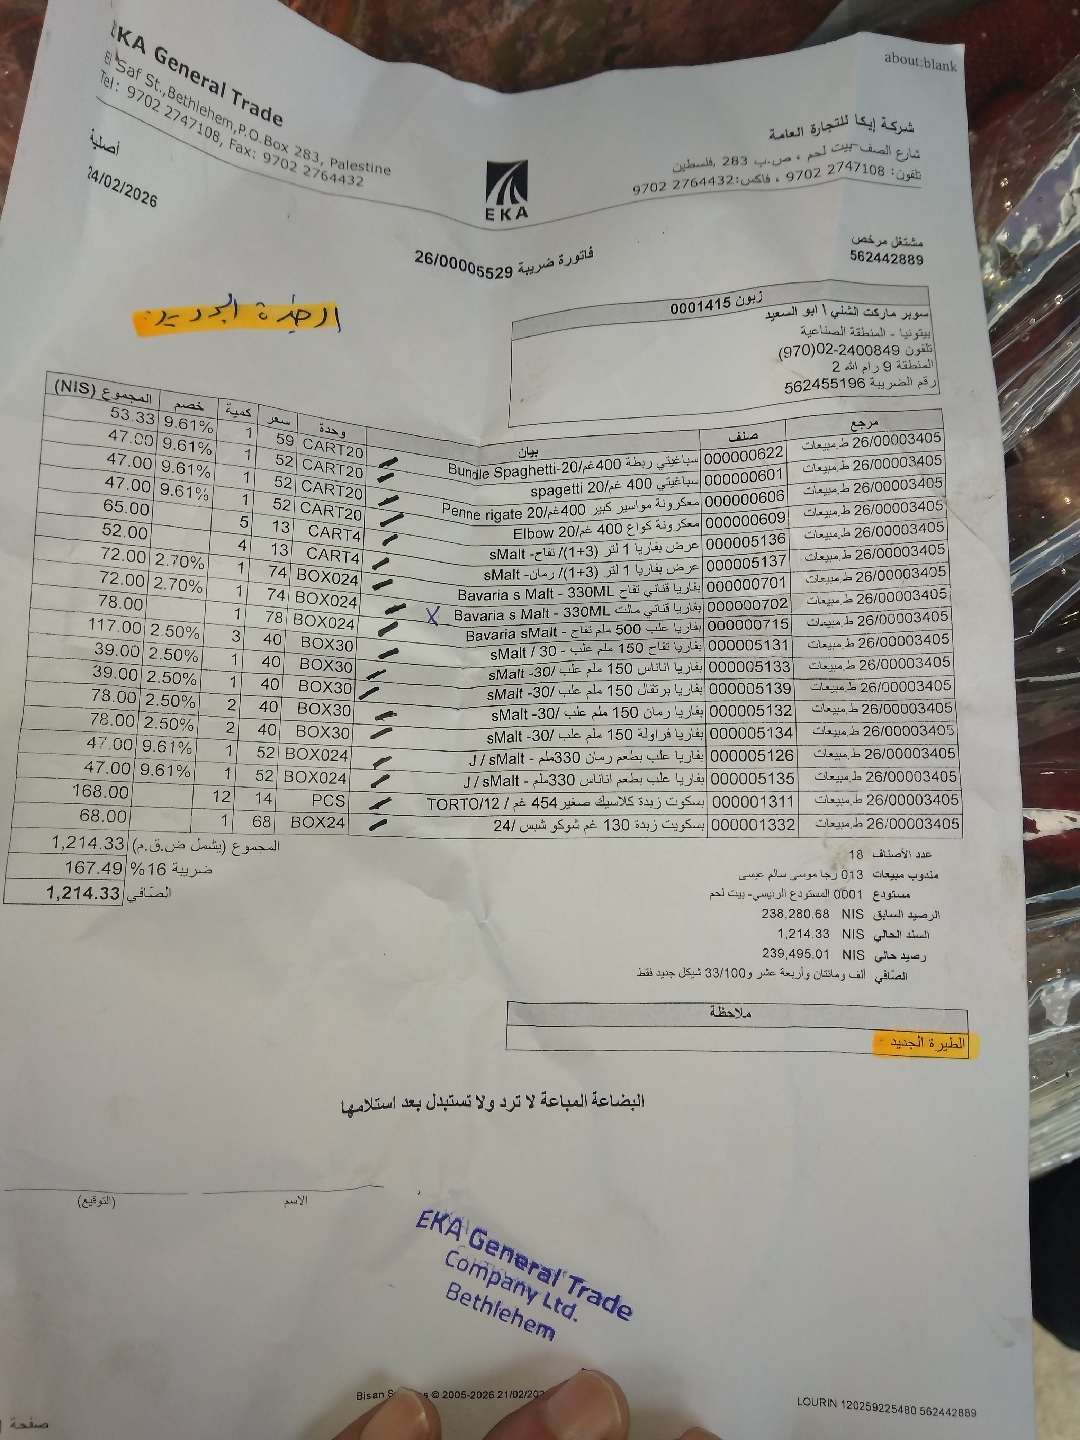 about:blank
EKA General Trade
El Saf St.,Bethlehem,P.O.Box 283, Palestine
Tel: 9702 2747108, Fax: 9702 2764432
شركة إيكا للتجارة العامة
شارع الصف-بيت لحم ، ص.ب 283 ,فلسطين
تلفون: 2747108 9702 ، فاكس:2764432 9702
EKA
أصلية
24/02/2026
مشتغل مرخص
562442889
فاتورة ضريبة 26/00005529
زبون 0001415
سوبر ماركت الشني \ ابو السعيد
بيتونيا - المنطقة الصناعية
تلفون 02-2400849(970)
المنطقة 9 رام الله 2
رقم الضريبة 562455196
مرجع صنف بيان وحدة سعر كمية خصم المجموع (NIS)
26/00003405 ط.مبيعات 000000622 سباغيتي ربطة 400غم/20-Bundle Spaghetti CART20 59 1 9.61% 53.33
26/00003405 ط.مبيعات 000000601 سباغيتي 400 غم/20 spagetti CART20 52 1 9.61% 47.00
26/00003405 ط.مبيعات 000000606 معكرونة مواسير كبير 400غم/20 Penne rigate CART20 52 1 9.61% 47.00
26/00003405 ط.مبيعات 000000609 معكرونة كواع 400 غم/20 Elbow CART20 52 1 9.61% 47.00
26/00003405 ط.مبيعات 000005136 عرض بفاريا 1 لتر (3+1)/ تفاح- sMalt CART4 13 5 65.00
26/00003405 ط.مبيعات 000005137 عرض بفاريا 1 لتر (3+1)/ رمان- sMalt CART4 13 4 52.00
26/00003405 ط.مبيعات 000000701 بفاريا قناني تفاح Bavaria s Malt - 330ML BOX024 74 1 2.70% 72.00
26/00003405 ط.مبيعات 000000702 بفاريا قناني مالت Bavaria s Malt - 330ML BOX024 74 1 2.70% 72.00
26/00003405 ط.مبيعات 000000715 بفاريا علب 500 ملم تفاح - Bavaria sMalt BOX024 78 1 78.00
26/00003405 ط.مبيعات 000005131 بفاريا تفاح 150 ملم علب - 30 / sMalt BOX30 40 3 2.50% 117.00
26/00003405 ط.مبيعات 000005133 بفاريا اناناس 150 ملم علب /30- sMalt BOX30 40 1 2.50% 39.00
26/00003405 ط.مبيعات 000005139 بفاريا برتقال 150 ملم علب /30- sMalt BOX30 40 1 2.50% 39.00
26/00003405 ط.مبيعات 000005132 بفاريا رمان 150 ملم علب /30- sMalt BOX30 40 2 2.50% 78.00
26/00003405 ط.مبيعات 000005134 بفاريا فراولة 150 ملم علب /30- sMalt BOX30 40 2 2.50% 78.00
26/00003405 ط.مبيعات 000005126 بفاريا علب بطعم رمان 330ملم - J / sMalt BOX024 52 1 9.61% 47.00
26/00003405 ط.مبيعات 000005135 بفاريا علب بطعم اناناس 330ملم - J / sMalt BOX024 52 1 9.61% 47.00
26/00003405 ط.مبيعات 000001311 بسكوت زبدة كلاسيك صغير 454 غم / TORTO/12 PCS 14 12 168.00
26/00003405 ط.مبيعات 000001332 بسكويت زبدة 130 غم شوكو شبس /24 BOX24 68 1 68.00
المجموع (يشمل ض.ق.م) 1,214.33
ضريبة 16% 167.49
الصّافي 1,214.33
عدد الأصناف 18
مندوب مبيعات 013 رجا موسى سالم عيسى
مستودع 0001 المستودع الرئيسي- بيت لحم
الرصيد السابق NIS 238,280.68
السند الحالي NIS 1,214.33
رصيد حالي NIS 239,495.01
الصّافي الف ومائتان وأربعة عشر و33/100 شيكل جديد فقط
ملاحظة
الطيرة الجديد
البضاعة المباعة لا ترد ولا تستبدل بعد استلامها
الاسم
(التوقيع)
EKA General Trade
Company Ltd.
Bethlehem
Bisan © 2005-2026 21/02/202
LOURIN 120259225480 562442889
صفحة